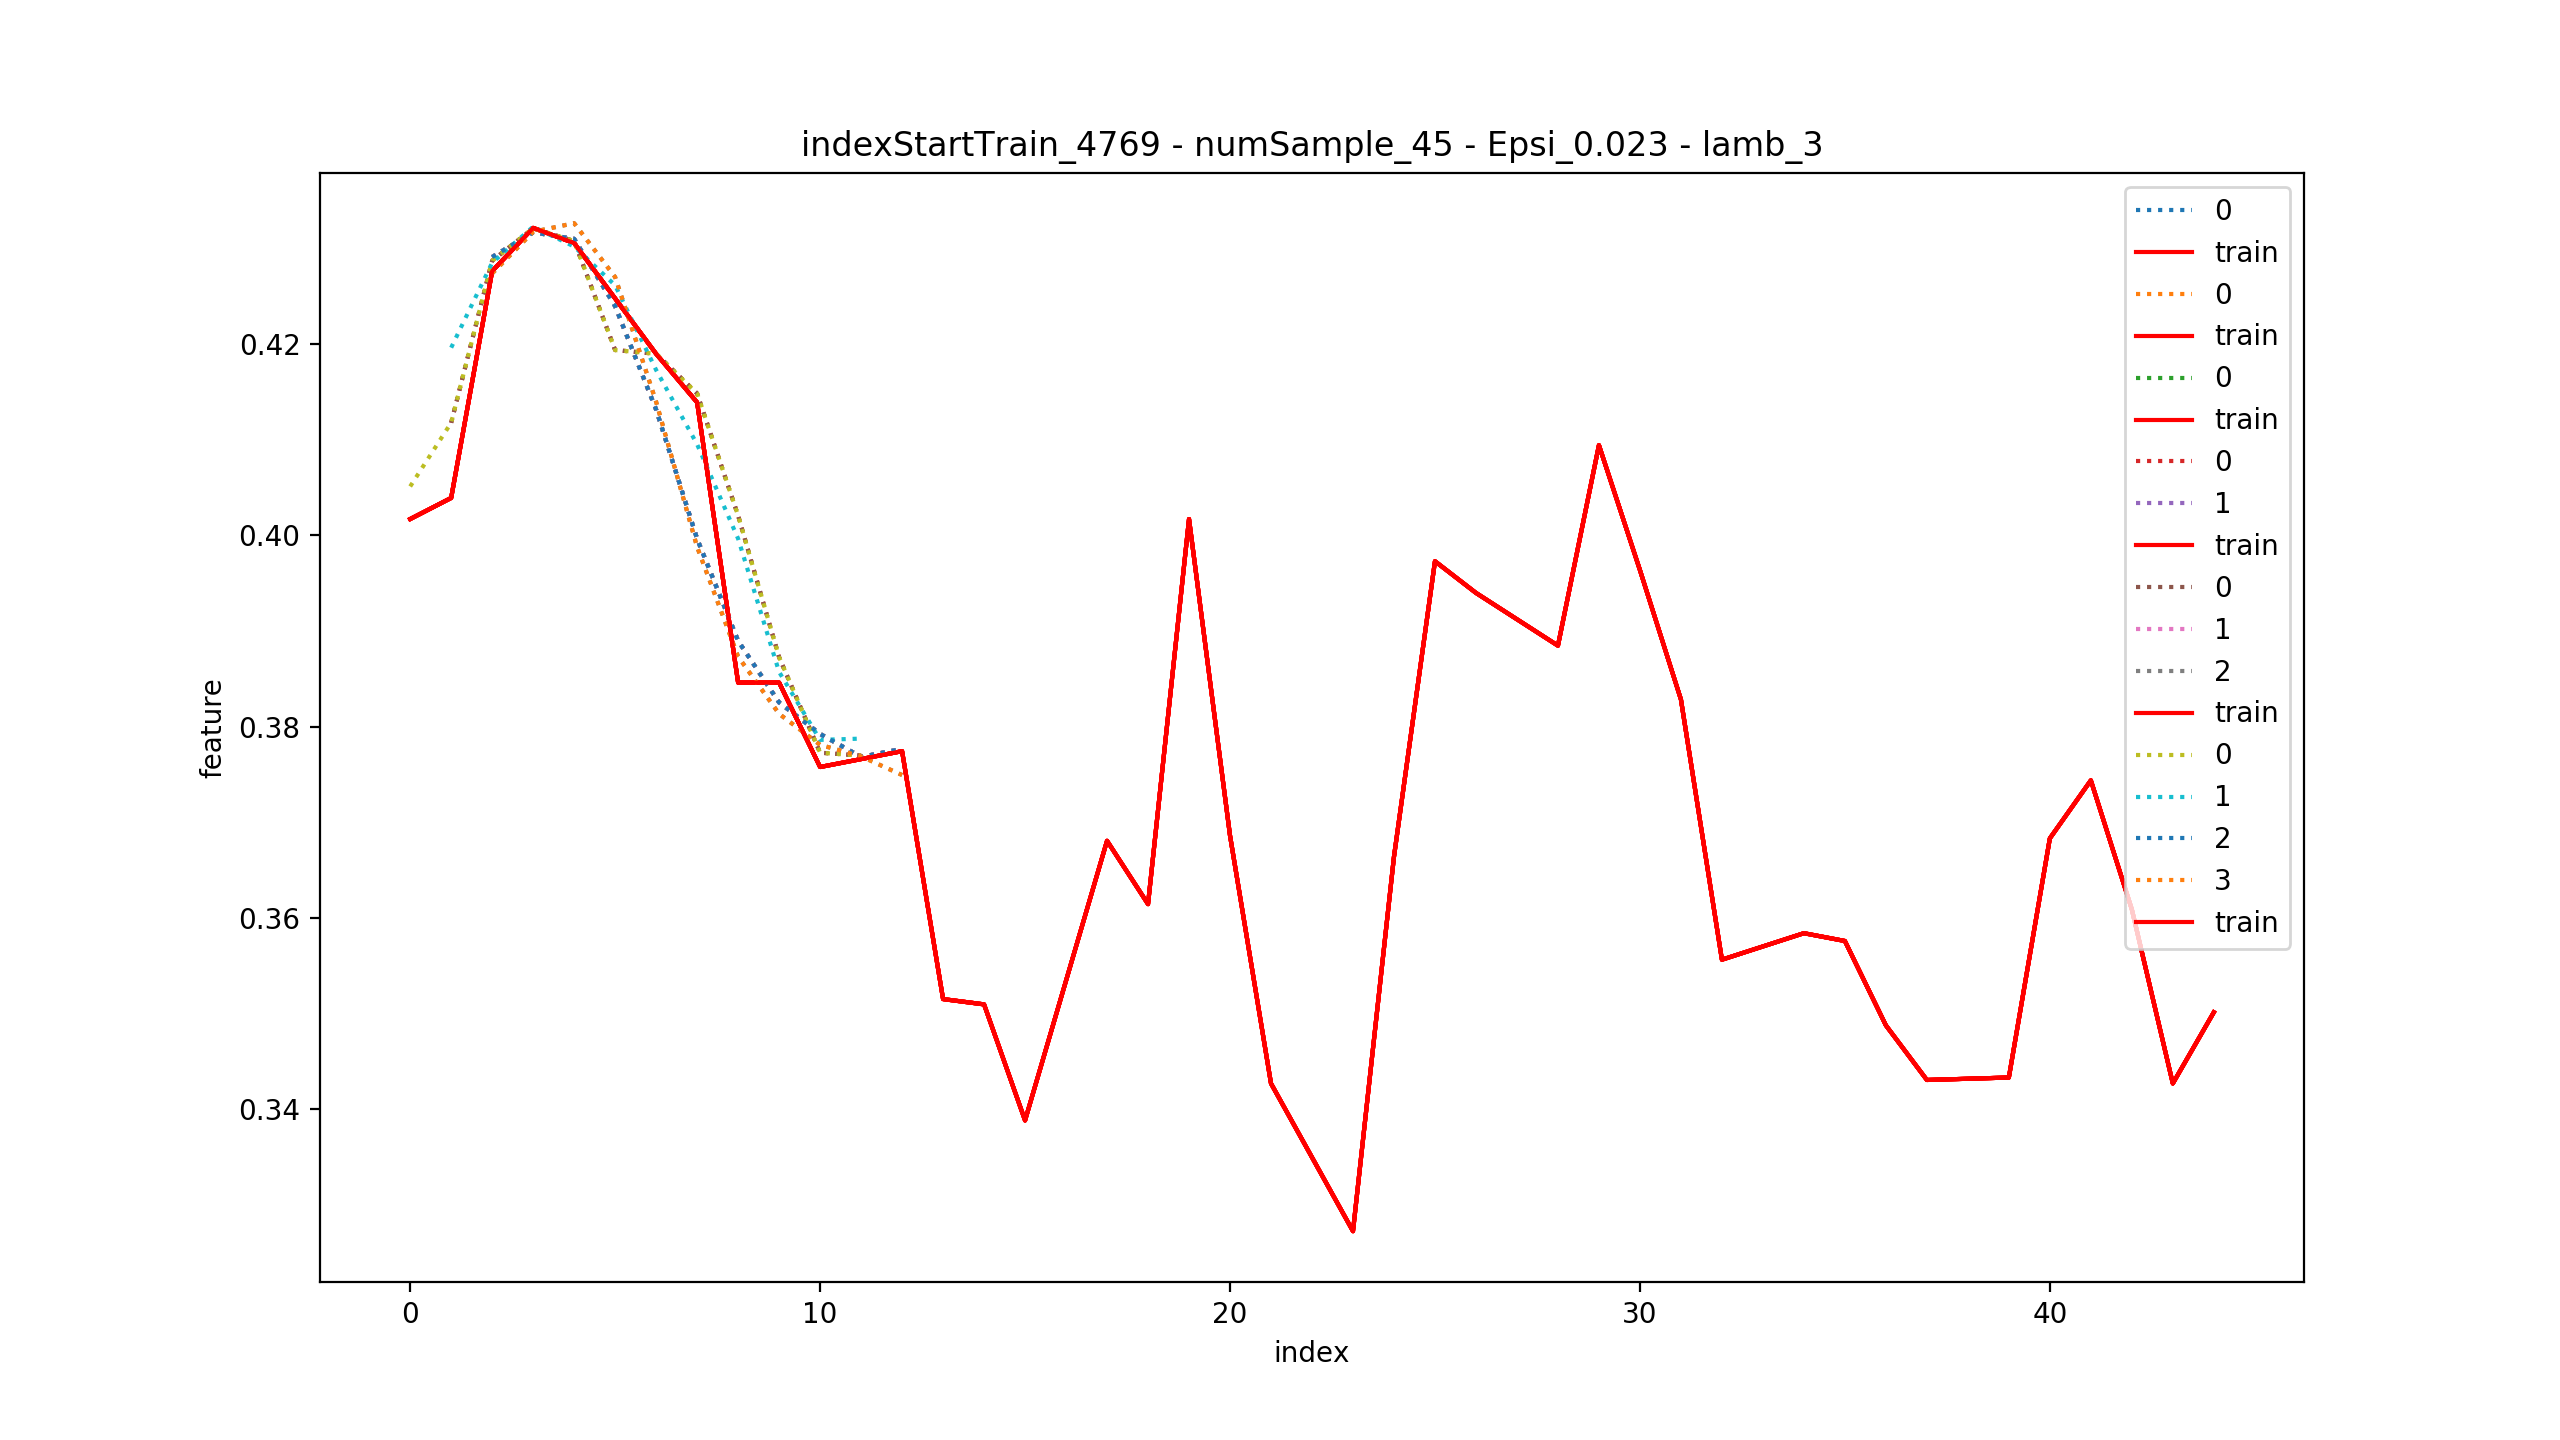 indexStartTrain_4769 - numSample_45 - Epsi_0.023 - lamb_3
0
train
0
train
0
train
0
1
train
0
1
2
train
0
1
2
3
train
0.42
0.40
0.38
0.36
0.34
feature
0 10 20 30 40
index